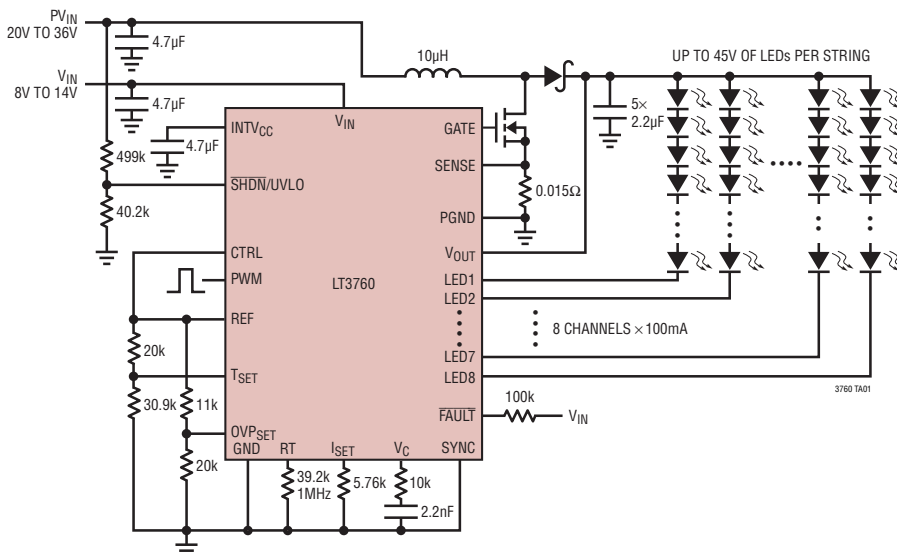 PVIN
20V TO 36V
4.7µF
10µH
UP TO 45V OF LEDs PER STRING
VIN
8V TO 14V
4.7µF
5×
2.2µF
INTVCC
VIN
GATE
4.7µF
499k
SENSE
SHDN/UVLO
0.015Ω
40.2k
PGND
CTRL
VOUT
PWM
LT3760
LED1
LED2
REF
8 CHANNELS × 100mA
20k
LED7
TSET
LED8
3760 TA01
30.9k
11k
100k
FAULT
VIN
OVPSET
GND
RT
ISET
VC
SYNC
20k
39.2k
1MHz
5.76k
10k
2.2nF